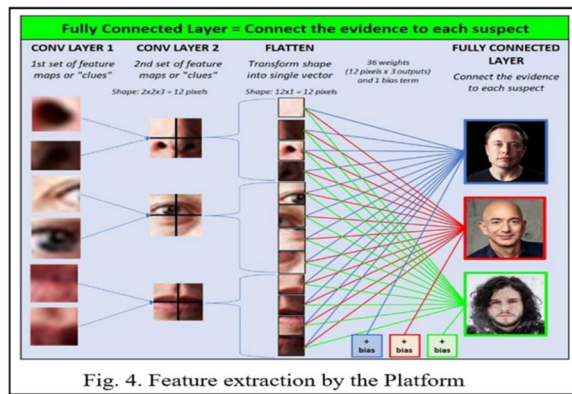 Fully Connected Layer = Connect the evidence to each suspect
CONV LAYER 1
1st set of feature
maps or "clues"
CONV LAYER 2
2nd set of feature
maps or "clues"
Shape: 2x2x3 = 12 pixels
FLATTEN
Transform shape
into single vector
Shape: 12x1 = 12 pixels
36 weights
(12 pixels x 3 outputs)
and 1 bias term
FULLY CONNECTED
LAYER
Connect the evidence
to each suspect
+
bias
+
bias
+
bias
Fig. 4. Feature extraction by the Platform